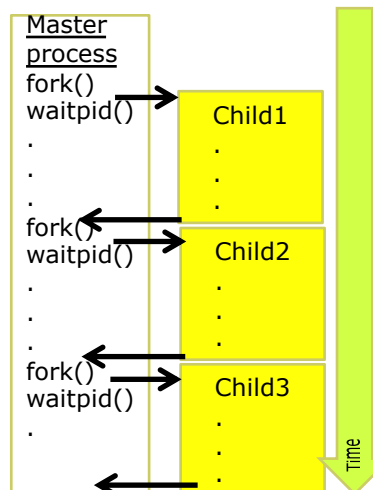 Master
process
fork()
waitpid()
.
.
.
fork()
waitpid()
.
.
.
fork()
waitpid()
.
Child1
.
.
.
Child2
.
.
.
Child3
.
.
.
Time